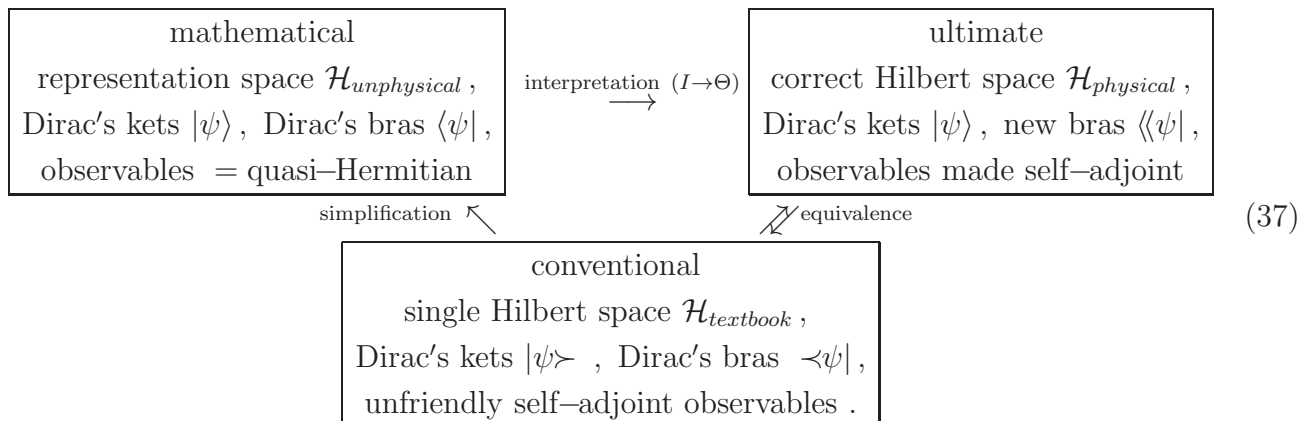 mathematical
representation space ℋ_unphysical ,
Dirac′s kets |ψ⟩ , Dirac′s bras ⟨ψ| ,
observables = quasi−Hermitian
interpretation (I→Θ)
⟶
ultimate
correct Hilbert space ℋ_physical ,
Dirac′s kets |ψ⟩ , new bras ⟨⟨ψ| ,
observables made self−adjoint
simplification
equivalence
(37)
conventional
single Hilbert space ℋ_textbook ,
Dirac′s kets |ψ≻ , Dirac′s bras ≺ψ| ,
unfriendly self−adjoint observables .